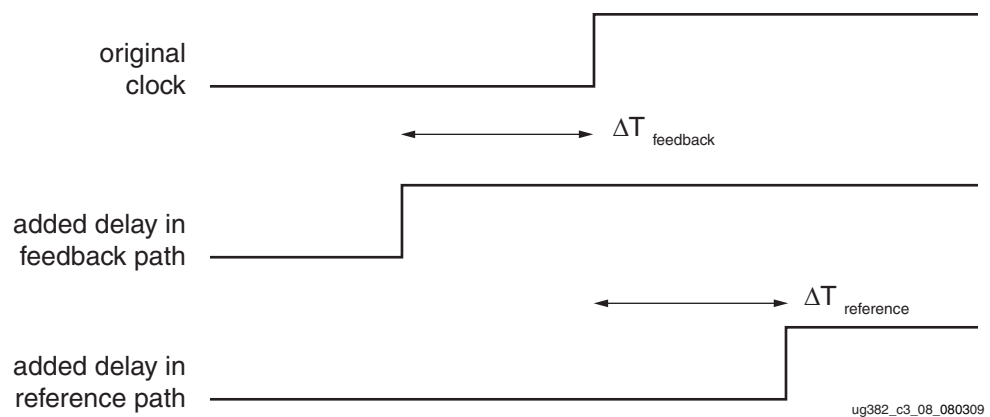 original
clock
ΔT feedback
added delay in
feedback path
ΔT reference
added delay in
reference path
ug382_c3_08_080309